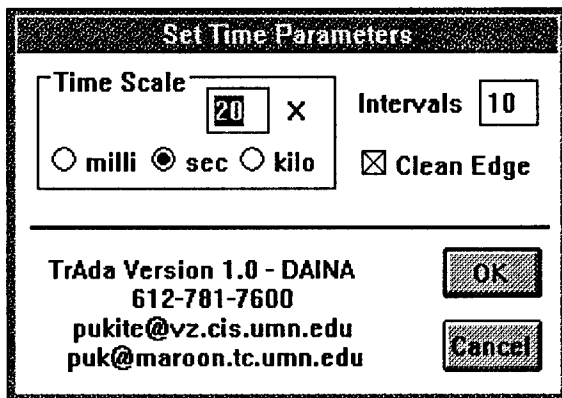 Set Time Parameters
Time Scale
20 X
Intervals 10
milli sec kilo
Clean Edge
TrAda Version 1.0 - DAINA
612-781-7600
pukite@vz.cis.umn.edu
puk@maroon.tc.umn.edu
OK
Cancel